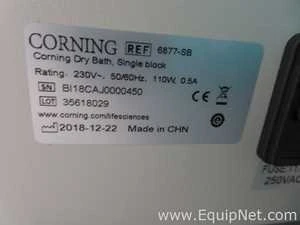 CORNING REF 6877-SB
Corning Dry Bath, Single block
Rating: 230V~, 50/60Hz, 110W, 0.5A
SN BI18CAJ0000450
LOT 35618029
www.corning.com/lifesciences
2018-12-22 Made in CHN
250VAC
www.EquipNet.com